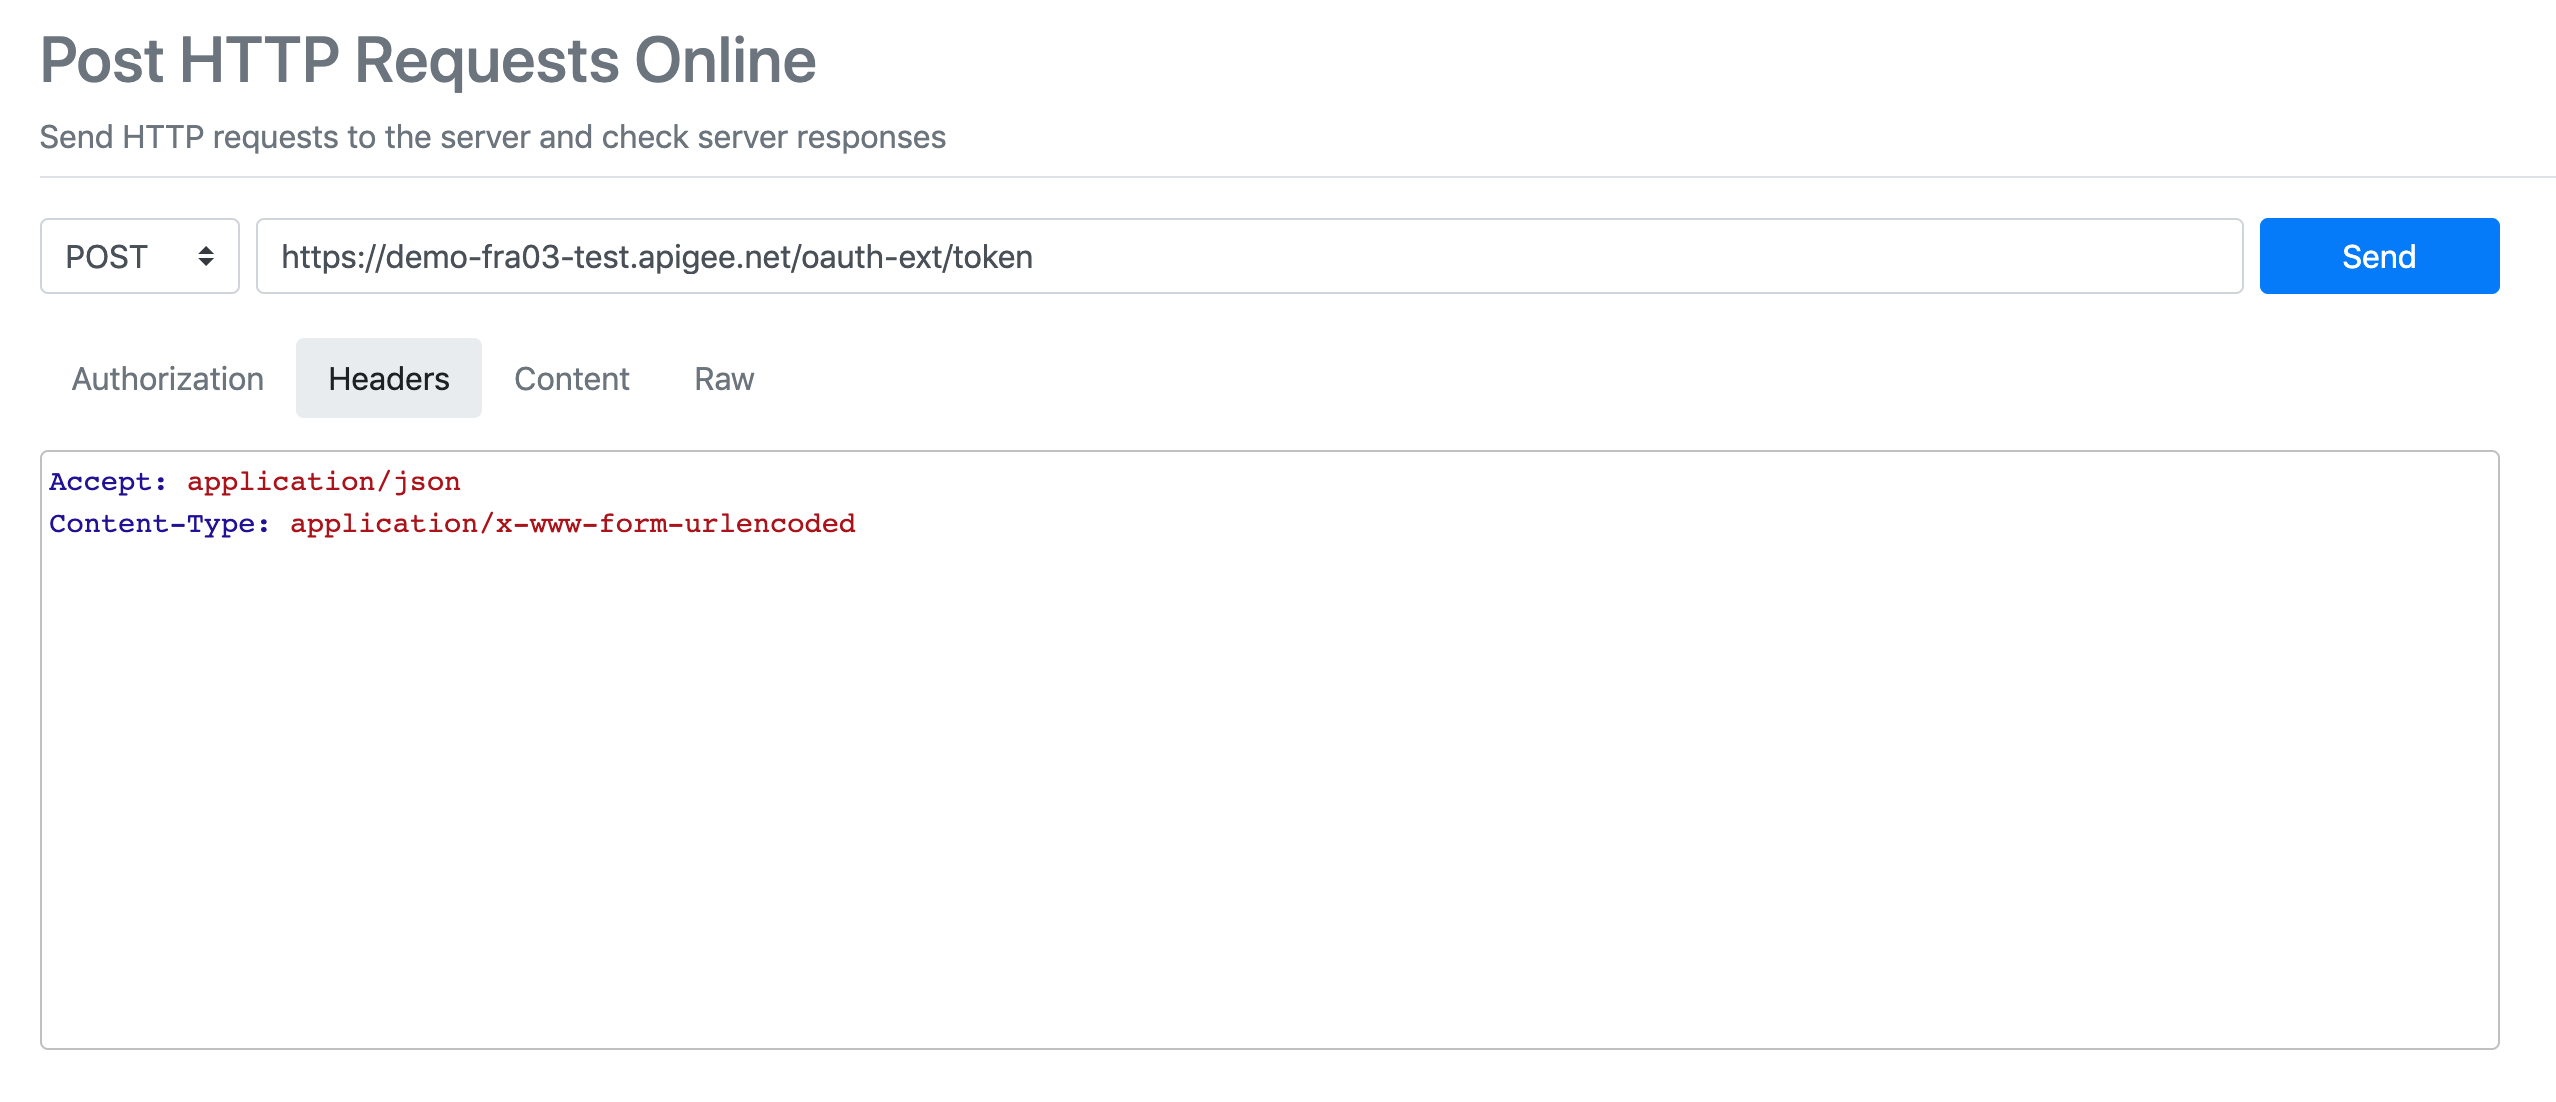 Post HTTP Requests Online
Send HTTP requests to the server and check server responses
POST https://demo-fra03-test.apigee.net/oauth-ext/token Send
Authorization Headers Content Raw
Accept: application/json
Content-Type: application/x-www-form-urlencoded